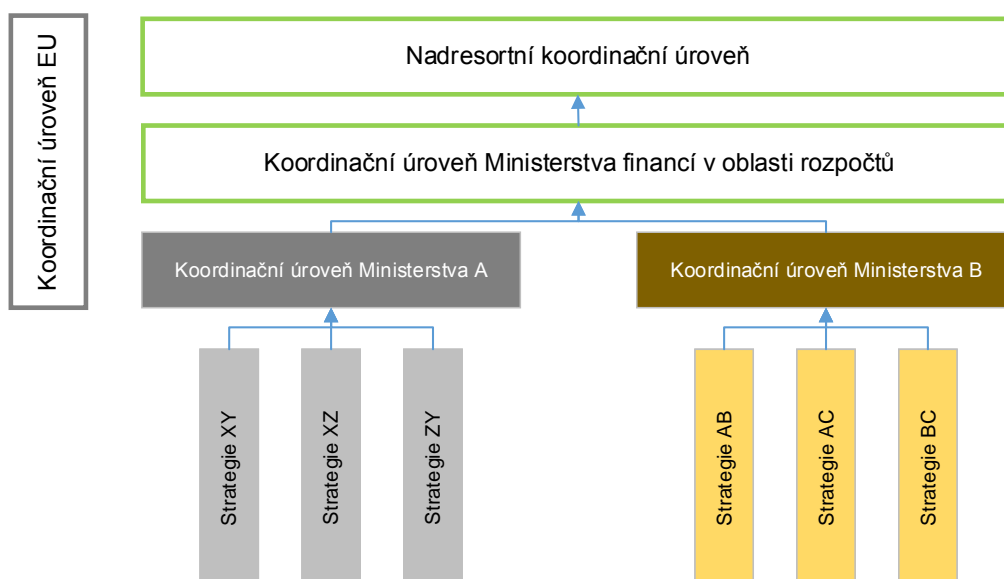 Koordinační úroveň EU
Nadresortní koordinační úroveň
Koordinační úroveň Ministerstva financí v oblasti rozpočtů
Koordinační úroveň Ministerstva A
Koordinační úroveň Ministerstva B
Strategie XY
Strategie XZ
Strategie ZY
Strategie AB
Strategie AC
Strategie BC